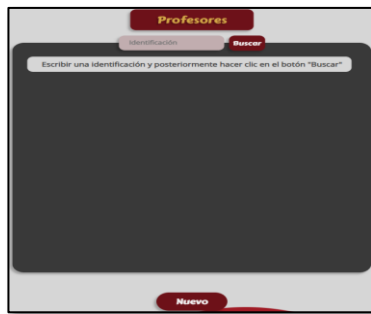 Profesores
Identificación
Buscar
Escribir una identificación y posteriormente hacer clic en el botón "Buscar"
Nuevo